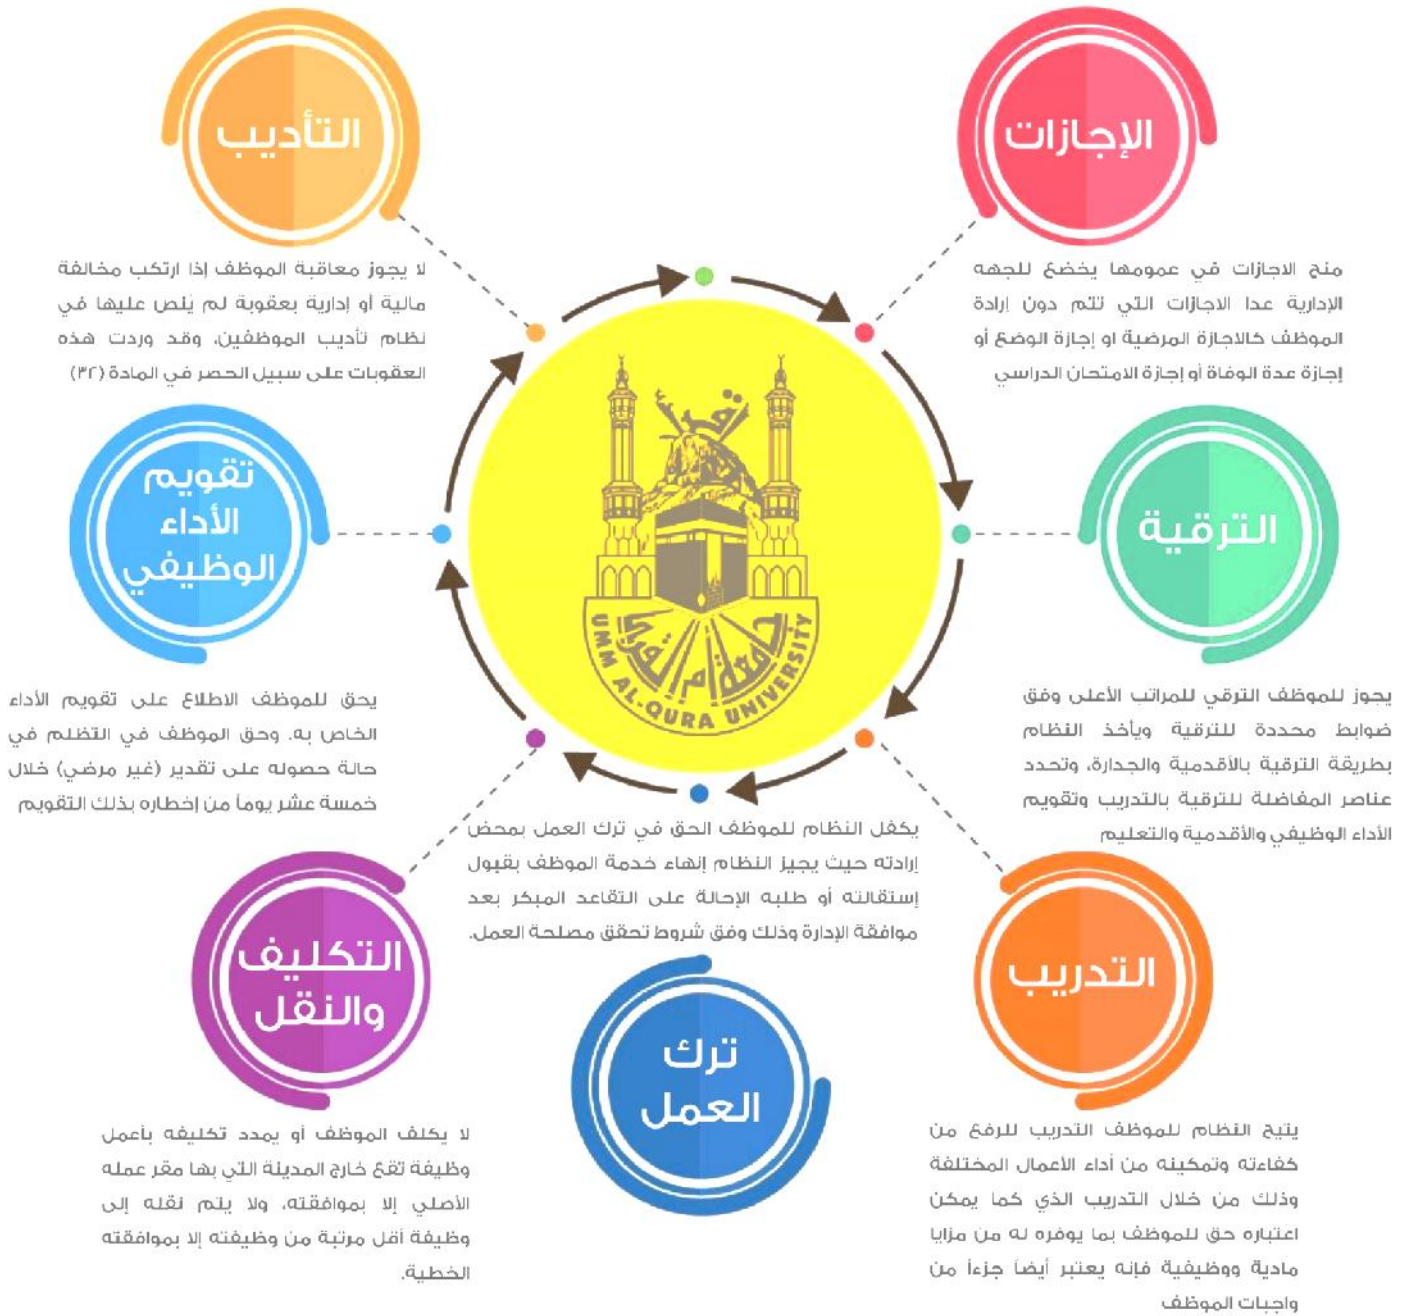 الإجازات
منح الاجازات في عمومها يخضع للجهه
الإدارية عدا الاجازات التي تتم دون إرادة
الموظف كالاجازة المرضية او إجازة الوضع أو
إجازة عدة الوفاة أو إجازة الامتحان الدراسي
الترقية
يجوز للموظف الترقي للمراتب الأعلى وفق
ضوابط محددة للترقية ويأخذ النظام
بطريقة الترقية بالأقدمية والجدارة، وتحدد
عناصر المفاضلة للترقية بالتدريب وتقويم
الأداء الوظيفي والأقدمية والتعليم
التدريب
يتيح النظام للموظف التدريب للرفع من
كفاءته وتمكينه من أداء الأعمال المختلفة
وذلك من خلال التدريب الذي كما يمكن
اعتباره حق للموظف بما يوفره له من مزايا
مادية ووظيفية فإنه يعتبر أيضاً جزءاً من
واجبات الموظف
يكفل النظام للموظف الحق في ترك العمل بمحض
إرادته حيث يجيز النظام إنهاء خدمة الموظف بقبول
إستقالته أو طلبه الإحالة على التقاعد المبكر بعد
موافقة الإدارة وذلك وفق شروط تحقق مصلحة العمل.
ترك
العمل
التكليف
والنقل
لا يكلف الموظف أو يمدد تكليفه بأعمل
وظيفة تقع خارج المدينة التي بها مقر عمله
الأصلي إلا بموافقته، ولا يتم نقله إلى
وظيفة أقل مرتبة من وظيفته إلا بموافقته
الخطية.
تقويم
الأداء
الوظيفي
يحق للموظف الاطلاع على تقويم الأداء
الخاص به. وحق الموظف في التظلم في
حالة حصوله على تقدير (غير مرضي) خلال
خمسة عشر يوماً من إخطاره بذلك التقويم
التأديب
لا يجوز معاقبة الموظف إذا ارتكب مخالفة
مالية أو إدارية بعقوبة لم يُنص عليها في
نظام تأديب الموظفين، وقد وردت هذه
العقوبات على سبيل الحصر في المادة (٣٢)
جامعة أم القرى
UMM AL-QURA UNIVERSITY